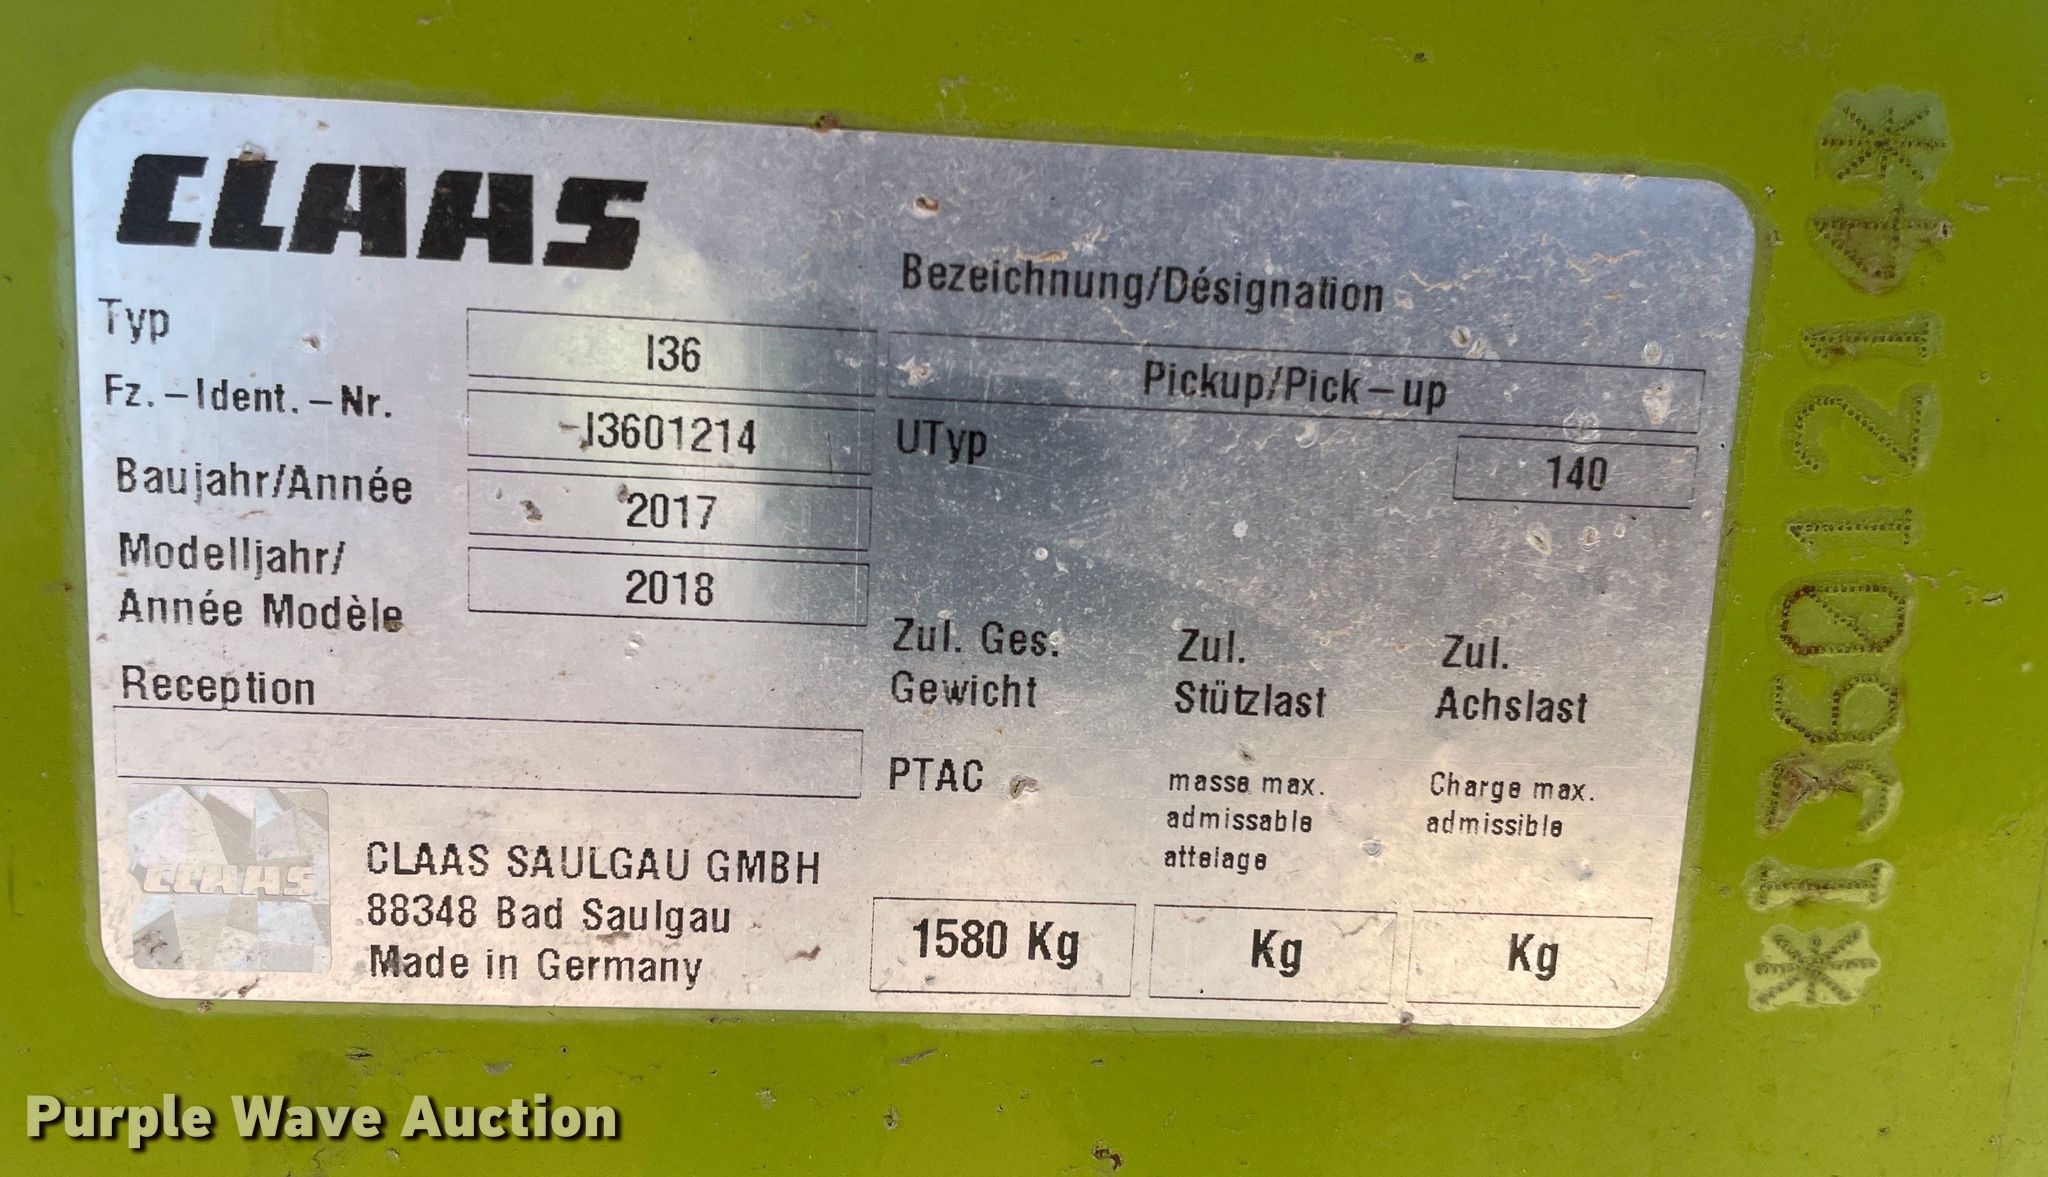 CLAAS
Bezeichnung/Désignation
Typ
I36
Pickup/Pick-up
Fz.-Ident.-Nr.
I3601214
UTyp
140
Baujahr/Année
2017
Modelljahr/
Année Modèle
2018
Reception
Zul. Ges.
Gewicht
PTAC
1580 Kg
Zul.
Stützlast
masse max.
admissable
attelage
Kg
Zul.
Achslast
Charge max.
admissible
Kg
CLAAS
CLAAS SAULGAU GMBH
88348 Bad Saulgau
Made in Germany
*I3601214*
Purple Wave Auction